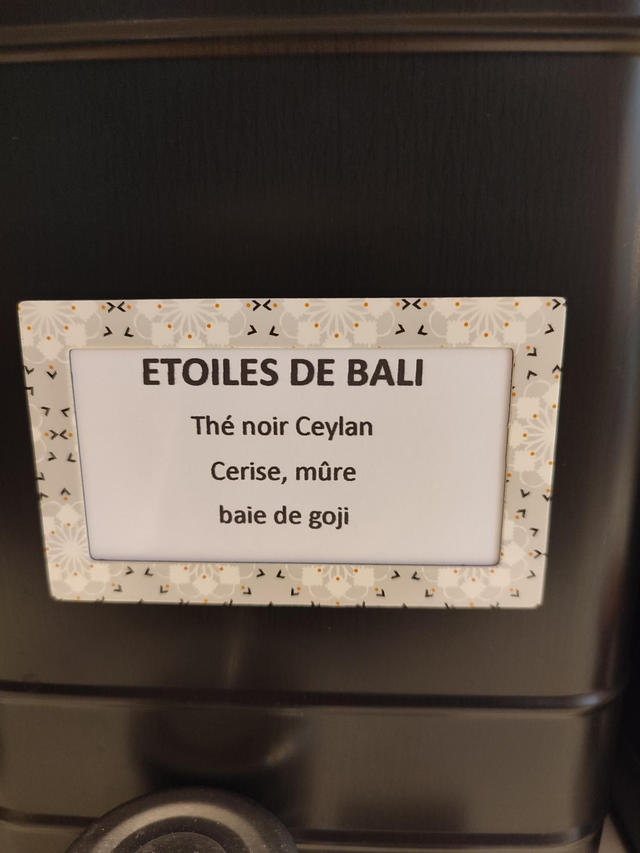 ETOILES DE BALI
Thé noir Ceylan
Cerise, mûre
baie de goji